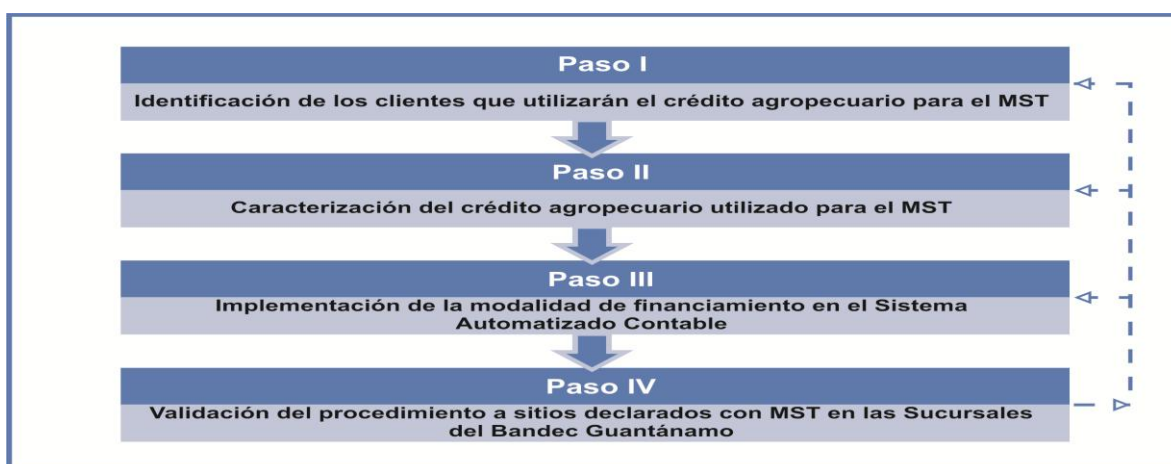 Paso I
Identificación de los clientes que utilizarán el crédito agropecuario para el MST
Paso II
Caracterización del crédito agropecuario utilizado para el MST
Paso III
Implementación de la modalidad de financiamiento en el Sistema
Automatizado Contable
Paso IV
Validación del procedimiento a sitios declarados con MST en las Sucursales
del Bandec Guantánamo